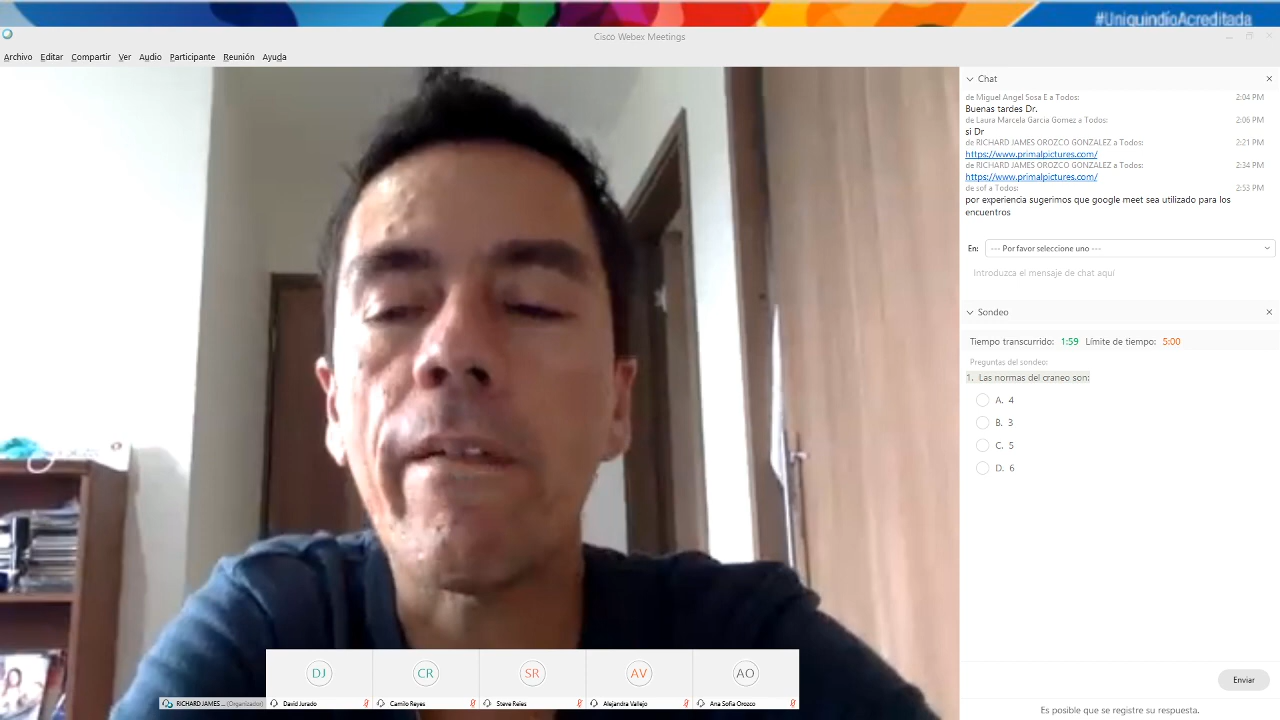 #UniquindíoAcreditada
Cisco Webex Meetings
Archivo Editar Compartir Ver Audio Participante Reunión Ayuda
Chat
de Miguel Angel Sosa E a Todos: 2:04 PM
Buenas tardes Dr.
de Laura Marcela Garcia Gomez a Todos: 2:06 PM
si Dr
de RICHARD JAMES OROZCO GONZALEZ a Todos: 2:21 PM
https://www.primalpictures.com/
de RICHARD JAMES OROZCO GONZALEZ a Todos: 2:34 PM
https://www.primalpictures.com/
de sof a Todos: 2:53 PM
por experiencia sugerimos que google meet sea utilizado para los
encuentros
En: --- Por favor seleccione uno ---
Introduzca el mensaje de chat aquí
Sondeo
Tiempo transcurrido: 1:59 Límite de tiempo: 5:00
Preguntas del sondeo:
1. Las normas del craneo son:
A. 4
B. 3
C. 5
D. 6
Enviar
Es posible que se registre su respuesta.
DJ CR SR AV AO
RICHARD JAMES ... (Organizador) David Jurado Camilo Reyes Steve Reies Alejandra Vallejo Ana Sofia Orozco